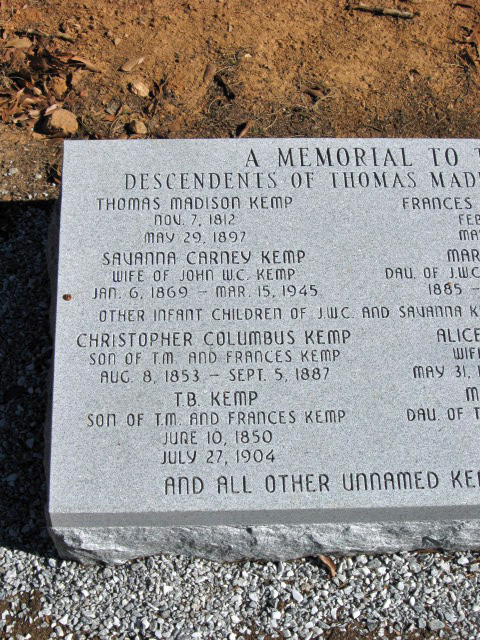 A MEMORIAL TO
DESCENDENTS OF THOMAS
THOMAS MADISON KEMP
NOV. 7, 1812
MAY 29, 1897
FRANCES
SAVANNA CARNEY KEMP
WIFE OF JOHN W.C. KEMP
JAN. 6, 1869 – MAR. 15, 1945
DAU. OF J.W.C.
1885 –
OTHER INFANT CHILDREN OF J.W.C. AND SAVANNA
CHRISTOPHER COLUMBUS KEMP
SON OF T.M. AND FRANCES KEMP
AUG. 8, 1853 – SEPT. 5, 1887
ALICE
MAY 31,
T.B. KEMP
SON OF T.M. AND FRANCES KEMP
JUNE 10, 1850
JULY 27, 1904
DAU. OF
AND ALL OTHER UNNAMED